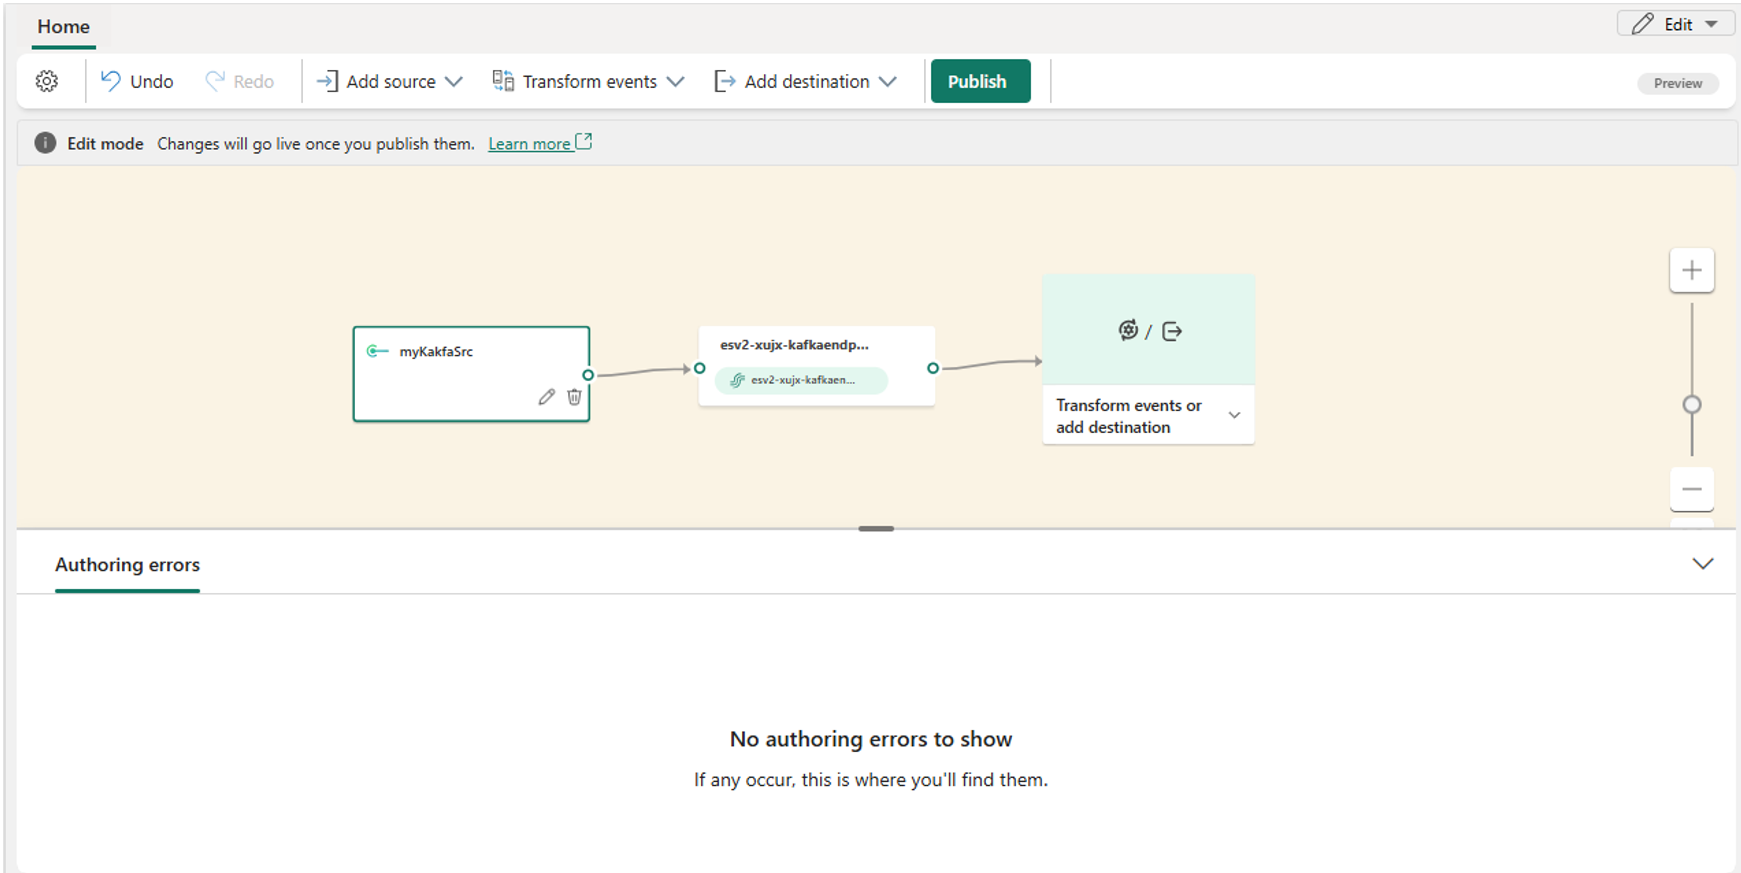 Home
Edit
Undo
Redo
Add source
Transform events
Add destination
Publish
Preview
Edit mode Changes will go live once you publish them. Learn more
myKakfaSrc
esv2-xujx-kafkaendp...
esv2-xujx-kafkaen...
/
Transform events or
add destination
Authoring errors
No authoring errors to show
If any occur, this is where you'll find them.